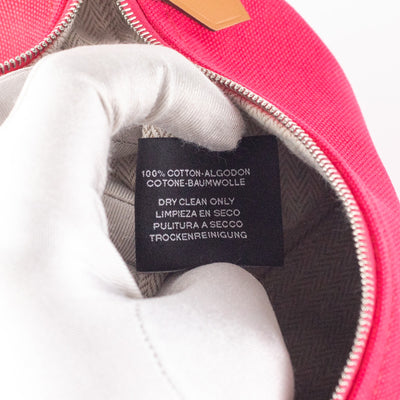 100% COTTON-ALGODON
COTONE-BAUMWOLLE
DRY CLEAN ONLY
LIMPIEZA EN SECO
PULITURA A SECCO
TROCKENREINIGUNG